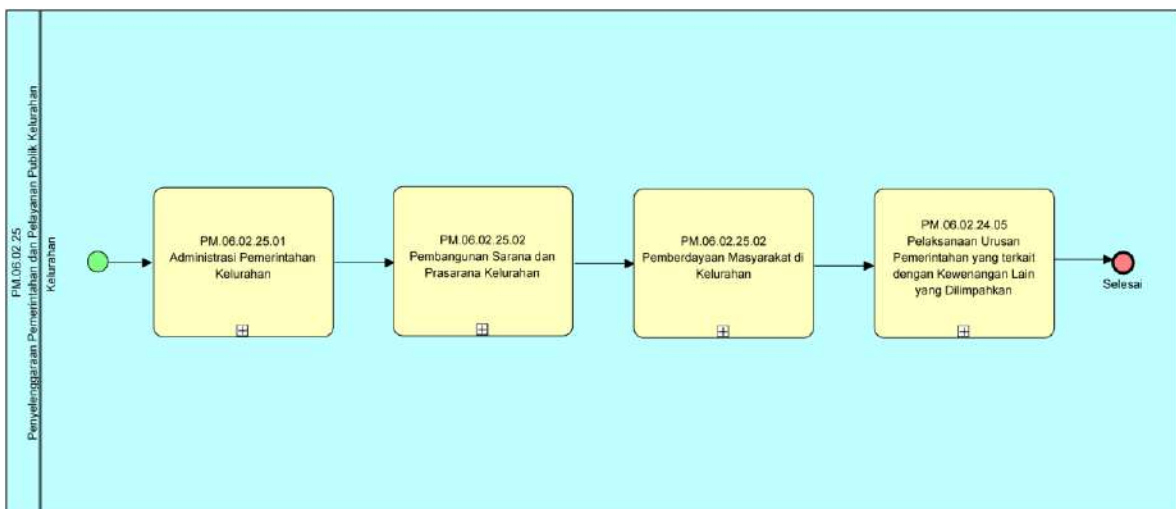 PM.06.02.25
Penyelenggaraan Pemerintahan dan Pelayanan Publik Kelurahan
Kelurahan
PM.06.02.25.01
Administrasi Pemerintahan
Kelurahan
PM.06.02.25.02
Pembangunan Sarana dan
Prasarana Kelurahan
PM.06.02.25.02
Pemberdayaan Masyarakat di
Kelurahan
PM.06.02.24.05
Pelaksanaan Urusan
Pemerintahan yang terkait
dengan Kewenangan Lain
yang Dilimpahkan
Selesai